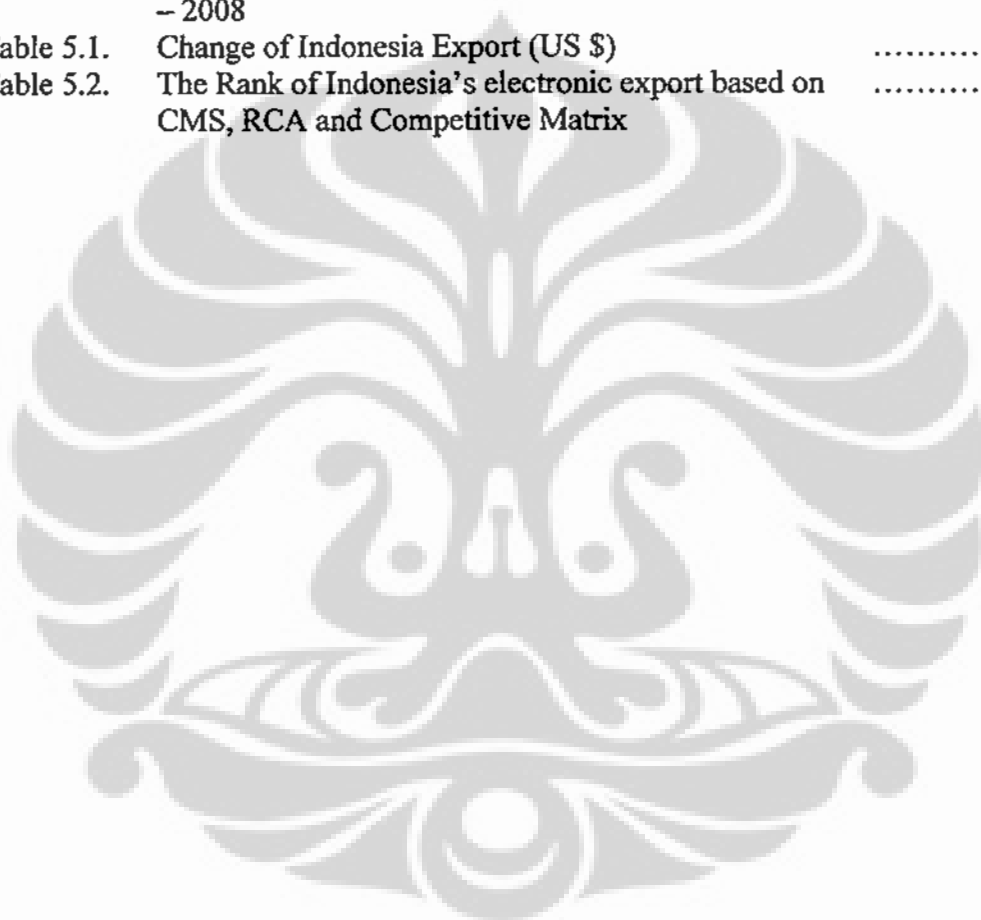 – 2008
able 5.1. Change of Indonesia Export (US $) ..........
able 5.2. The Rank of Indonesia's electronic export based on ..........
CMS, RCA and Competitive Matrix